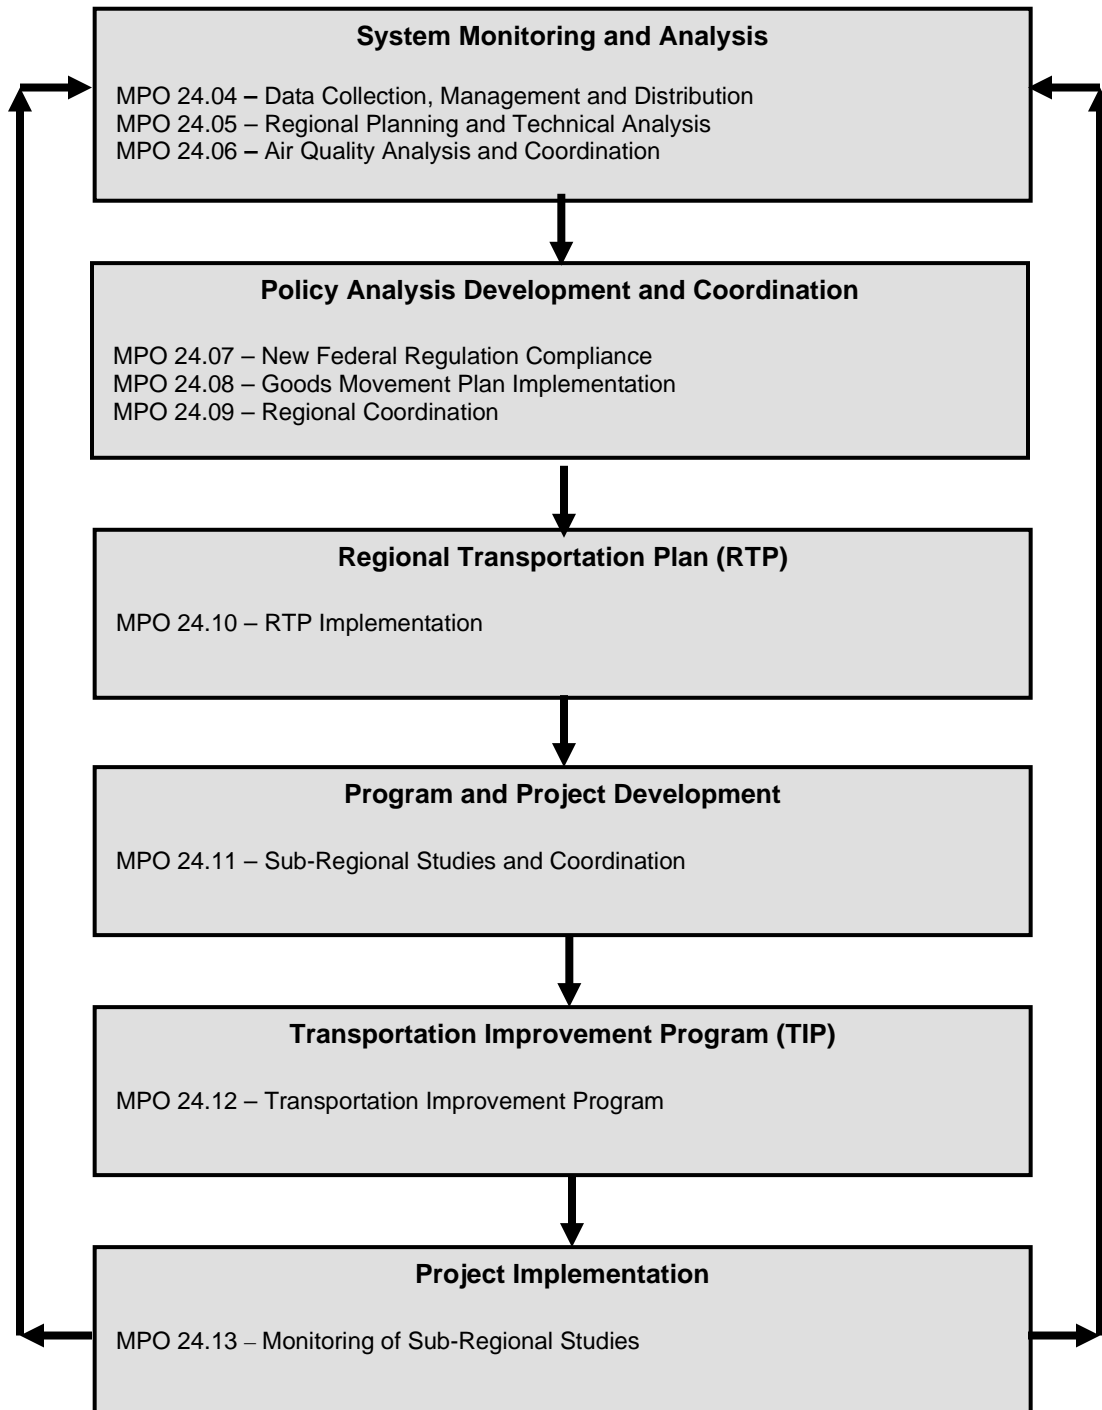 System Monitoring and Analysis
MPO 24.04 – Data Collection, Management and Distribution
MPO 24.05 – Regional Planning and Technical Analysis
MPO 24.06 – Air Quality Analysis and Coordination
Policy Analysis Development and Coordination
MPO 24.07 – New Federal Regulation Compliance
MPO 24.08 – Goods Movement Plan Implementation
MPO 24.09 – Regional Coordination
Regional Transportation Plan (RTP)
MPO 24.10 – RTP Implementation
Program and Project Development
MPO 24.11 – Sub-Regional Studies and Coordination
Transportation Improvement Program (TIP)
MPO 24.12 – Transportation Improvement Program
Project Implementation
MPO 24.13 – Monitoring of Sub-Regional Studies